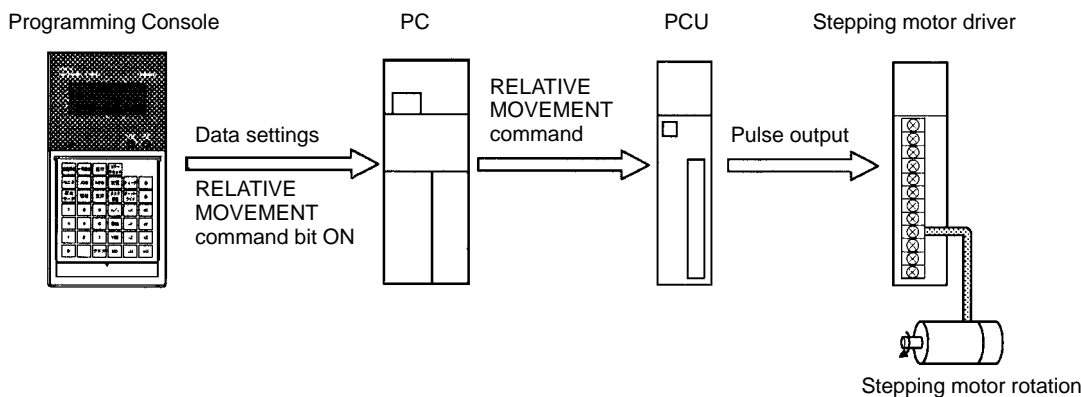 Programming Console
PC
PCU
Stepping motor driver
Data settings
RELATIVE
MOVEMENT
command bit ON
RELATIVE
MOVEMENT
command
Pulse output
Stepping motor rotation